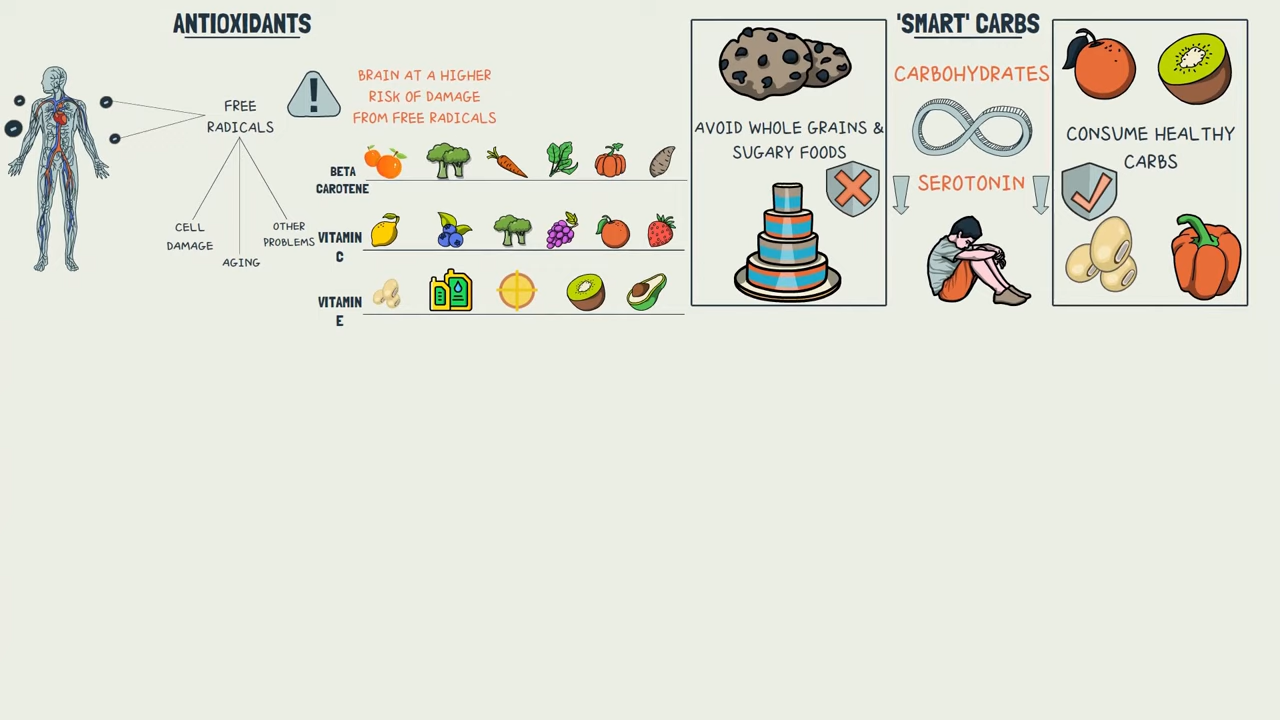 ANTIOXIDANTS
FREE
RADICALS
CELL
DAMAGE
AGING
OTHER
PROBLEMS
!
BRAIN AT A HIGHER
RISK OF DAMAGE
FROM FREE RADICALS
BETA
CAROTENE
VITAMIN
C
VITAMIN
E
AVOID WHOLE GRAINS &
SUGARY FOODS
'SMART' CARBS
CARBOHYDRATES
SEROTONIN
CONSUME HEALTHY
CARBS